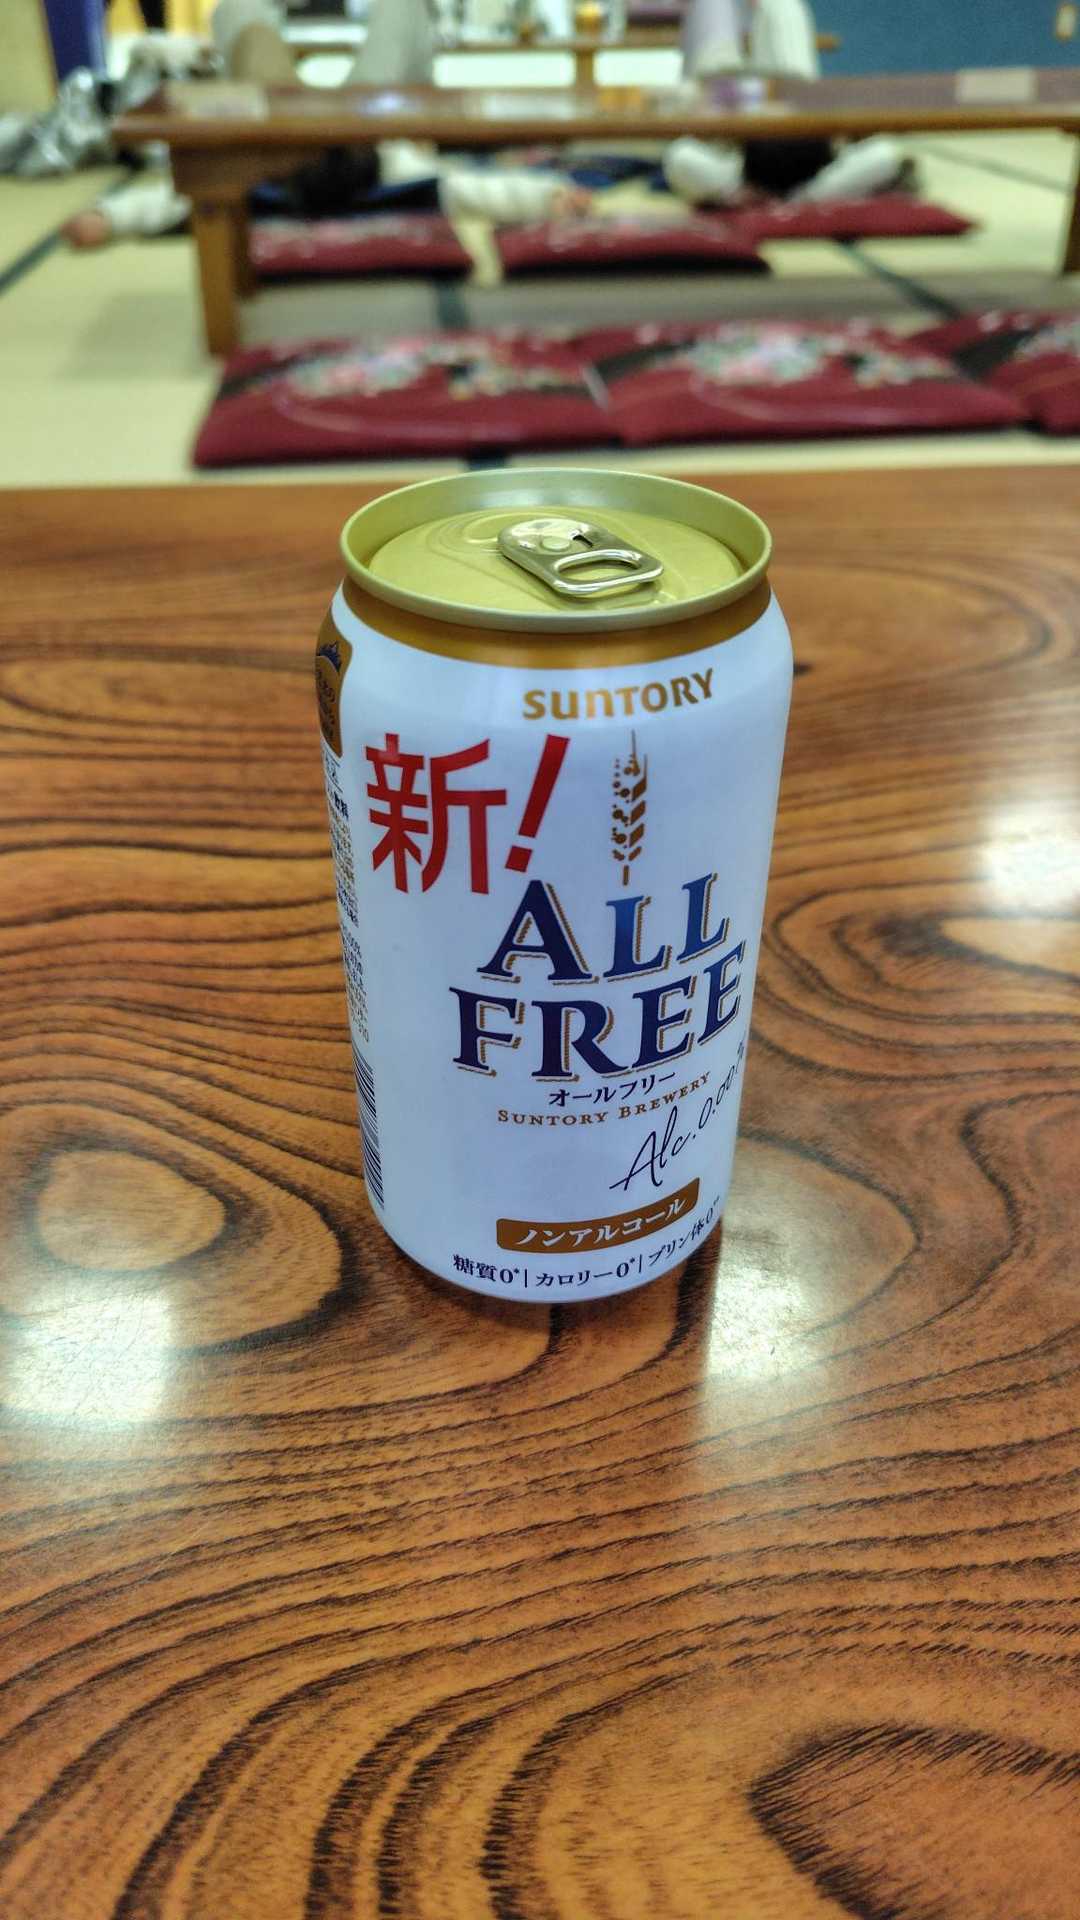 SUNTORY
新!
ALL
FREE
オールフリー
SUNTORY BREWERY
Alc. 0.00%
ノンアルコール
糖質0*|カロリー0*|プリン体0**